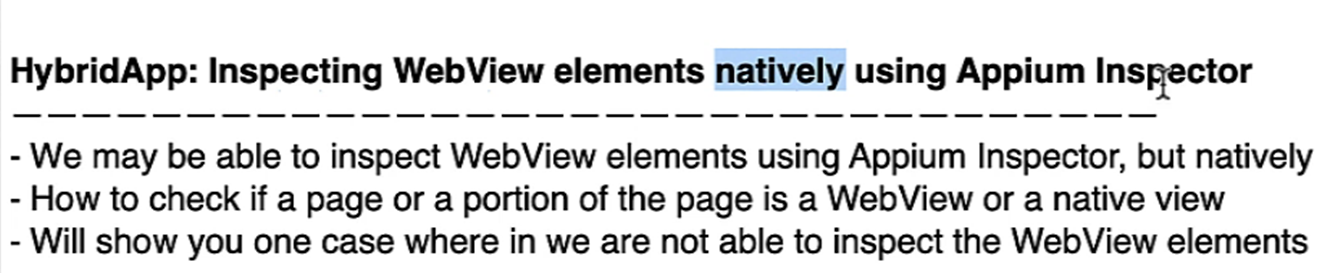 HybridApp: Inspecting WebView elements natively using Appium Inspector
—————————————————————————————————
- We may be able to inspect WebView elements using Appium Inspector, but natively
- How to check if a page or a portion of the page is a WebView or a native view
- Will show you one case where in we are not able to inspect the WebView elements